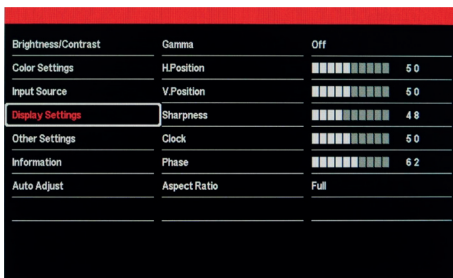 Brightness/Contrast Gamma Off
Color Settings H.Position 50
Input Source V.Position 50
Display Settings Sharpness 48
Other Settings Clock 50
Information Phase 62
Auto Adjust Aspect Ratio Full